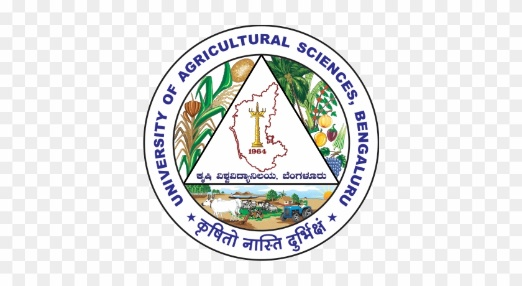 UNIVERSITY OF AGRICULTURAL SCIENCES, BENGALURU
1964
ಕೃಷಿ ವಿಶ್ವವಿದ್ಯಾನಿಲಯ, ಬೆಂಗಳೂರು
★ कृषितो नास्ति दुर्भिक्षं ★